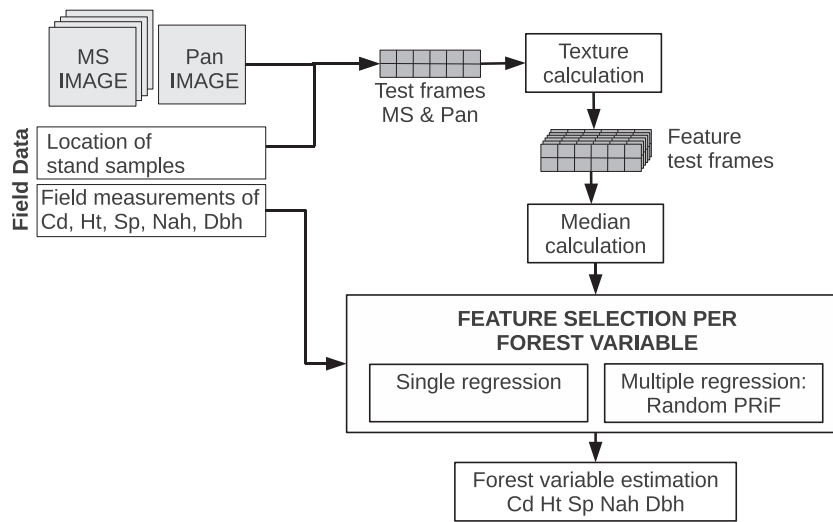 MS
IMAGE
Pan
IMAGE
Test frames
MS & Pan
Texture
calculation
Feature
test frames
Field Data
Location of
stand samples
Field measurements of
Cd, Ht, Sp, Nah, Dbh
Median
calculation
FEATURE SELECTION PER
FOREST VARIABLE
Single regression
Multiple regression:
Random PRiF
Forest variable estimation
Cd Ht Sp Nah Dbh